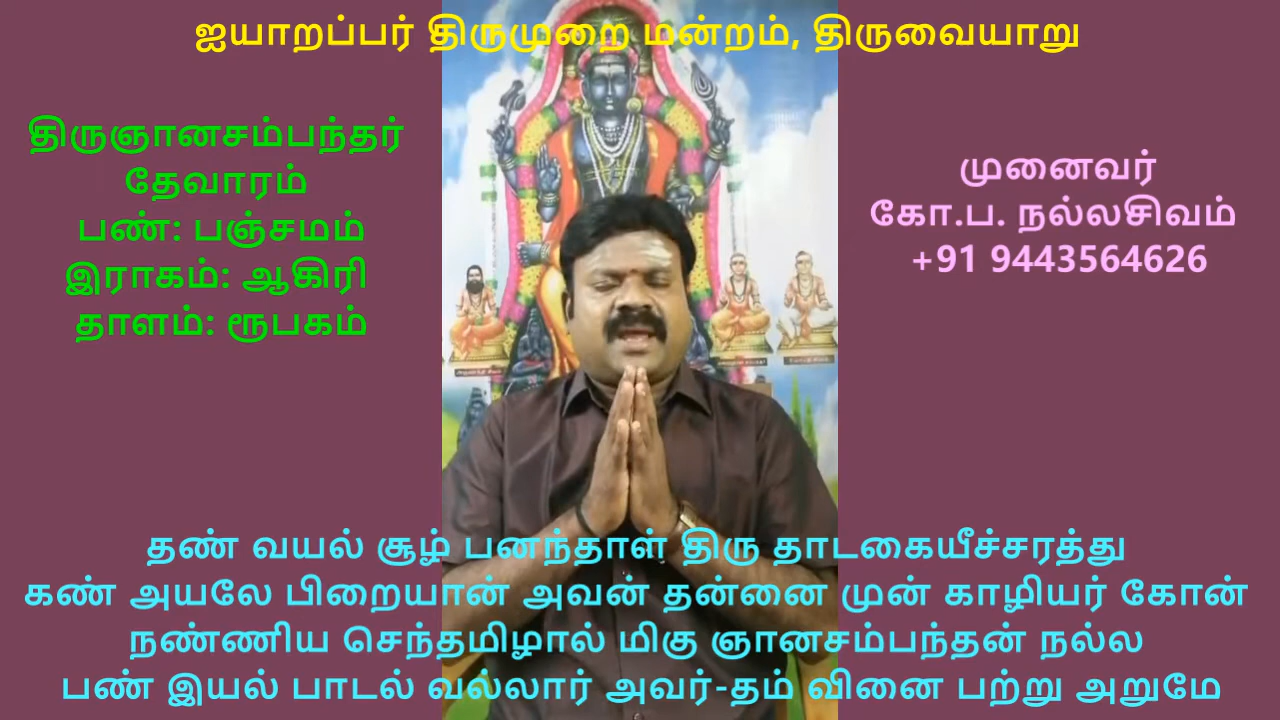 ஐயாறப்பர் திருமுறை மன்றம், திருவையாறு
திருஞானசம்பந்தர்
தேவாரம்
பண்: பஞ்சமம்
இராகம்: ஆகிரி
தாளம்: ரூபகம்
முனைவர்
கோ.ப. நல்லசிவம்
+91 9443564626
தண் வயல் சூழ் பனந்தாள் திரு தாடகையீச்சரத்து
கண் அயலே பிறையான் அவன் தன்னை முன் காழியர் கோன்
நண்ணிய செந்தமிழால் மிகு ஞானசம்பந்தன் நல்ல
பண் இயல் பாடல் வல்லார் அவர்-தம் வினை பற்று அறுமே